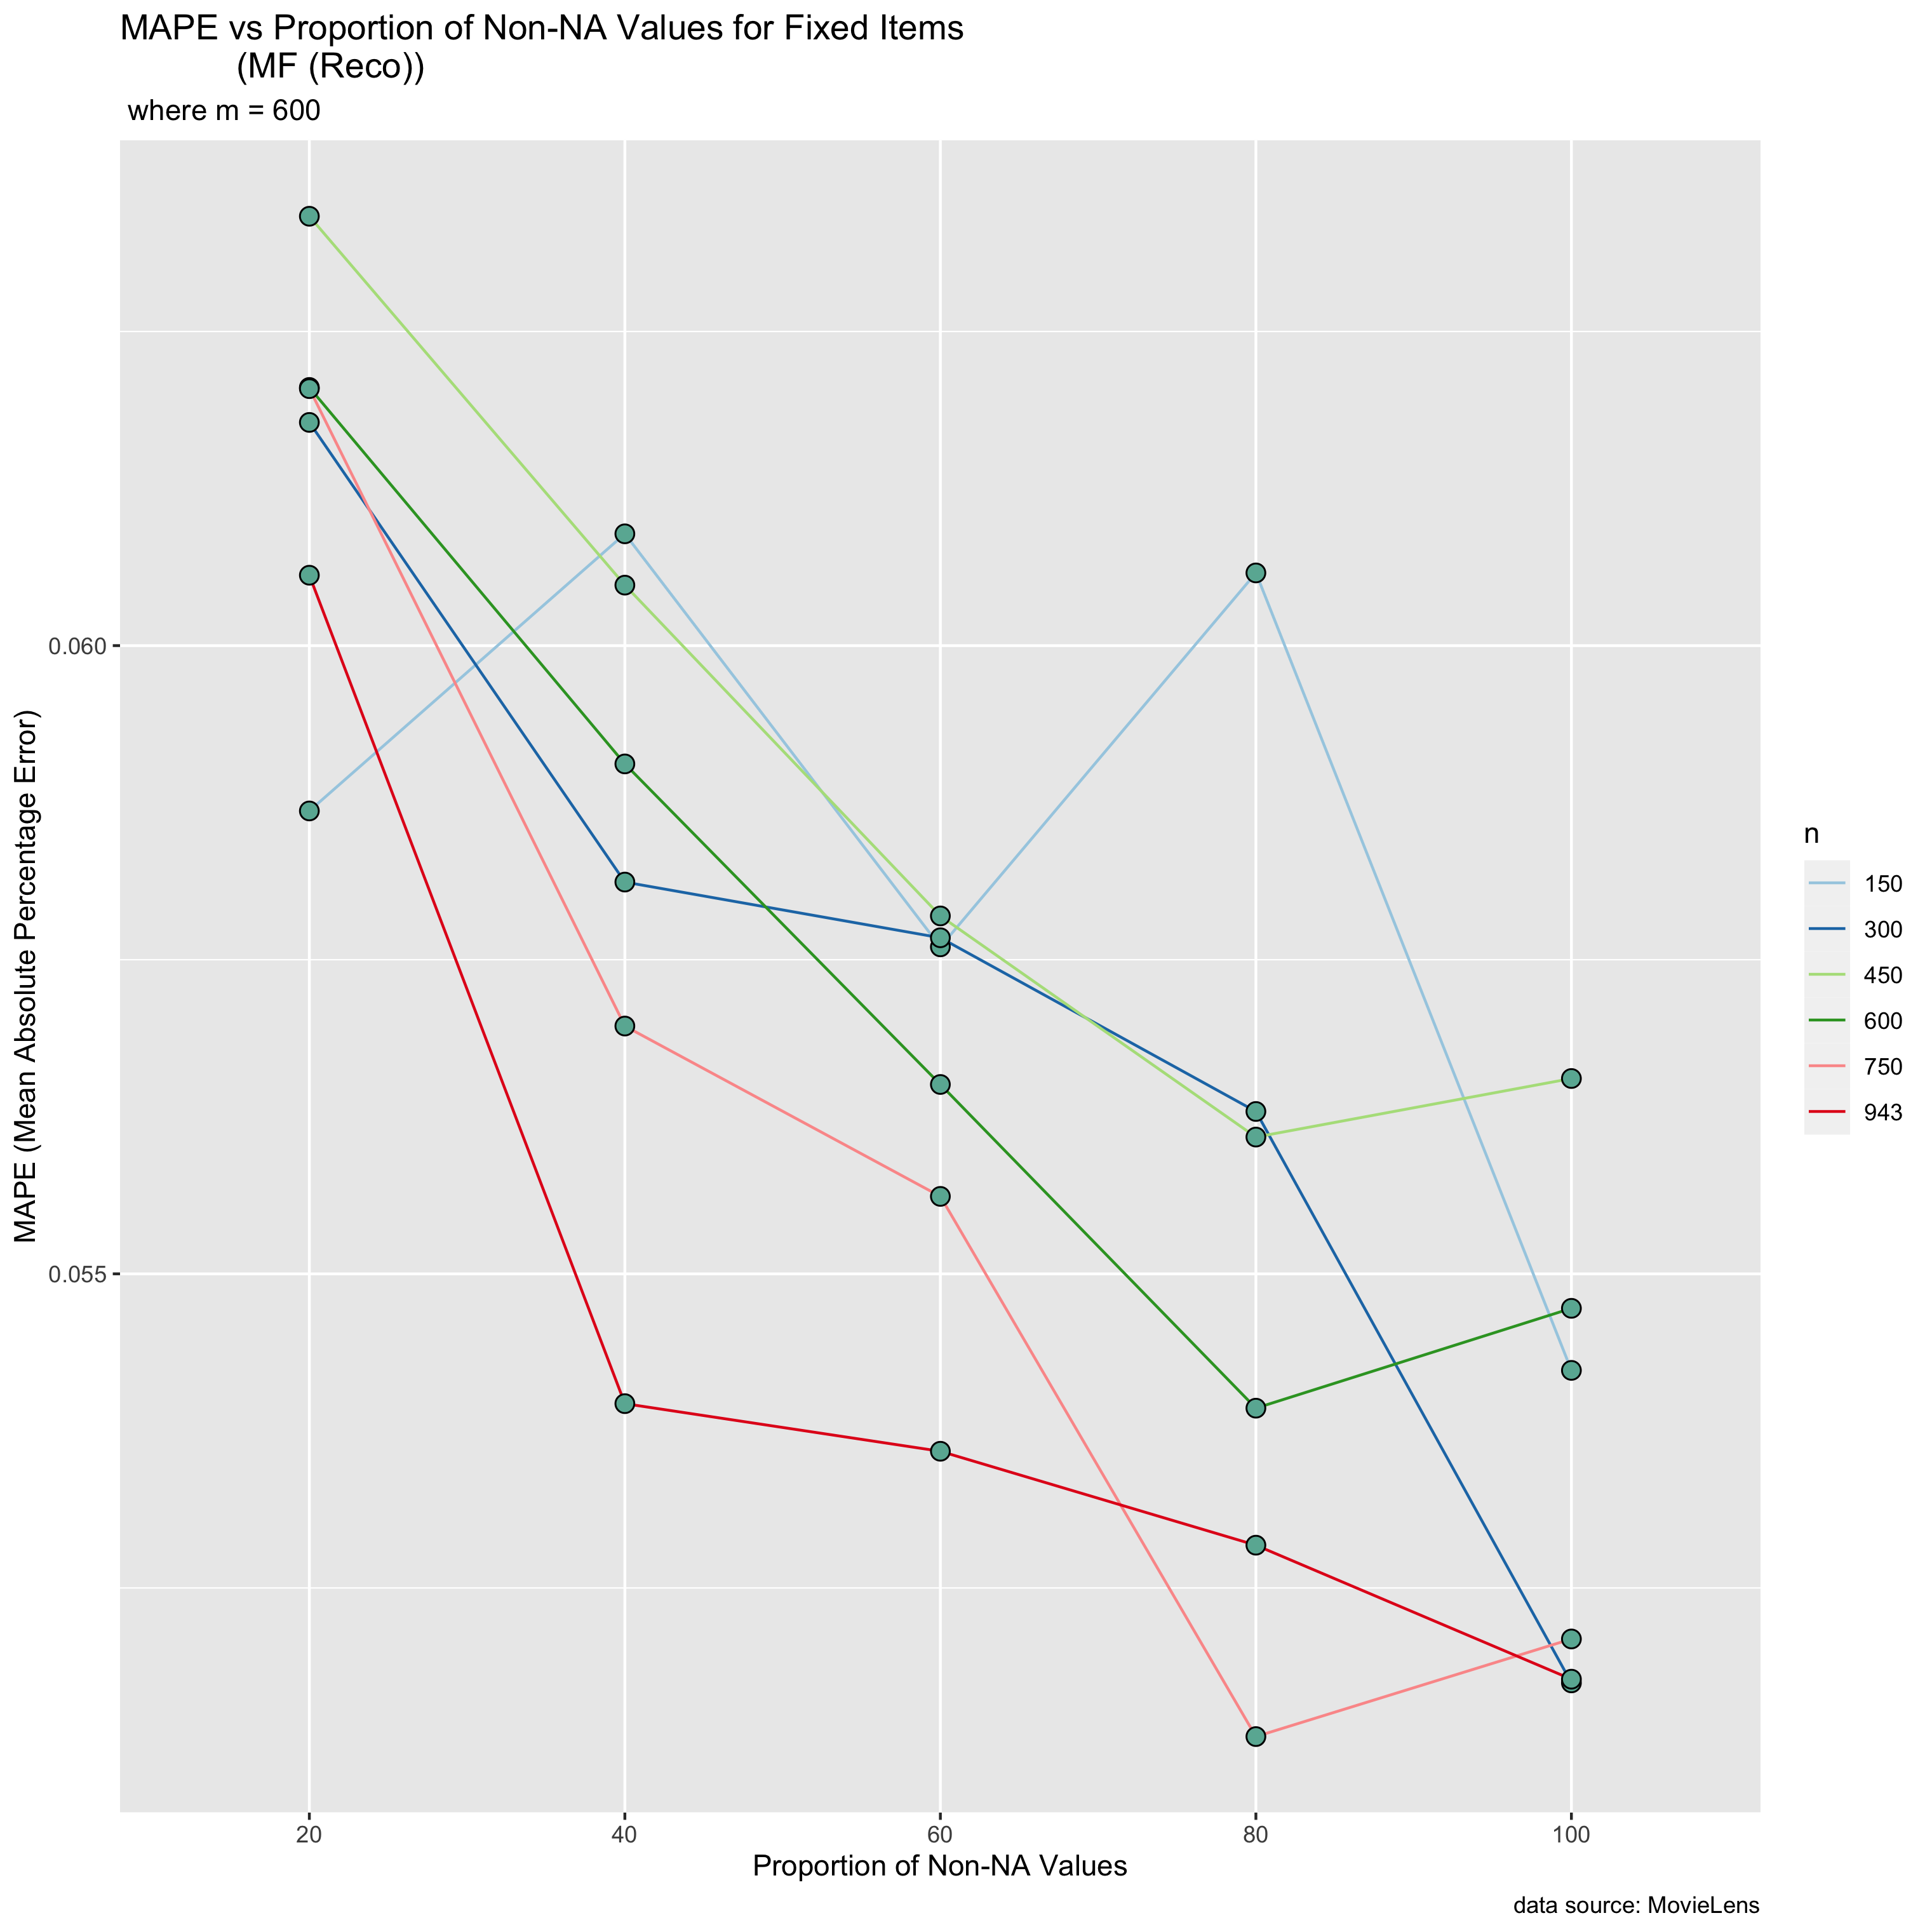 MAPE vs Proportion of Non-NA Values for Fixed Items
(MF (Reco))
where m = 600
0.060
0.055
MAPE (Mean Absolute Percentage Error)
20 40 60 80 100
Proportion of Non-NA Values
n
150
300
450
600
750
943
data source: MovieLens